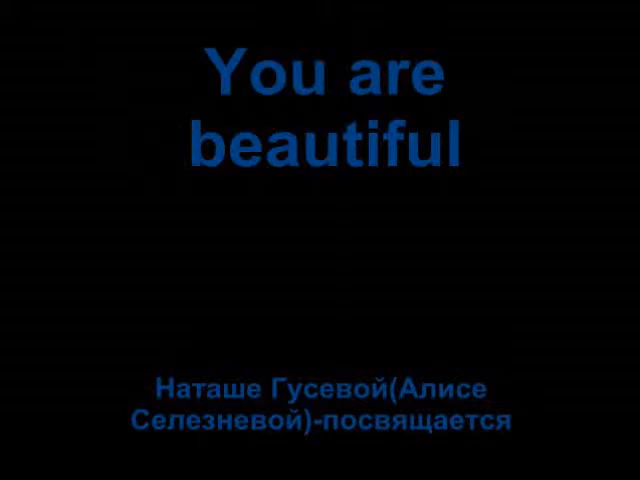 You are
beautiful
Наташе Гусевой(Алисе
Селезневой)-посвящается